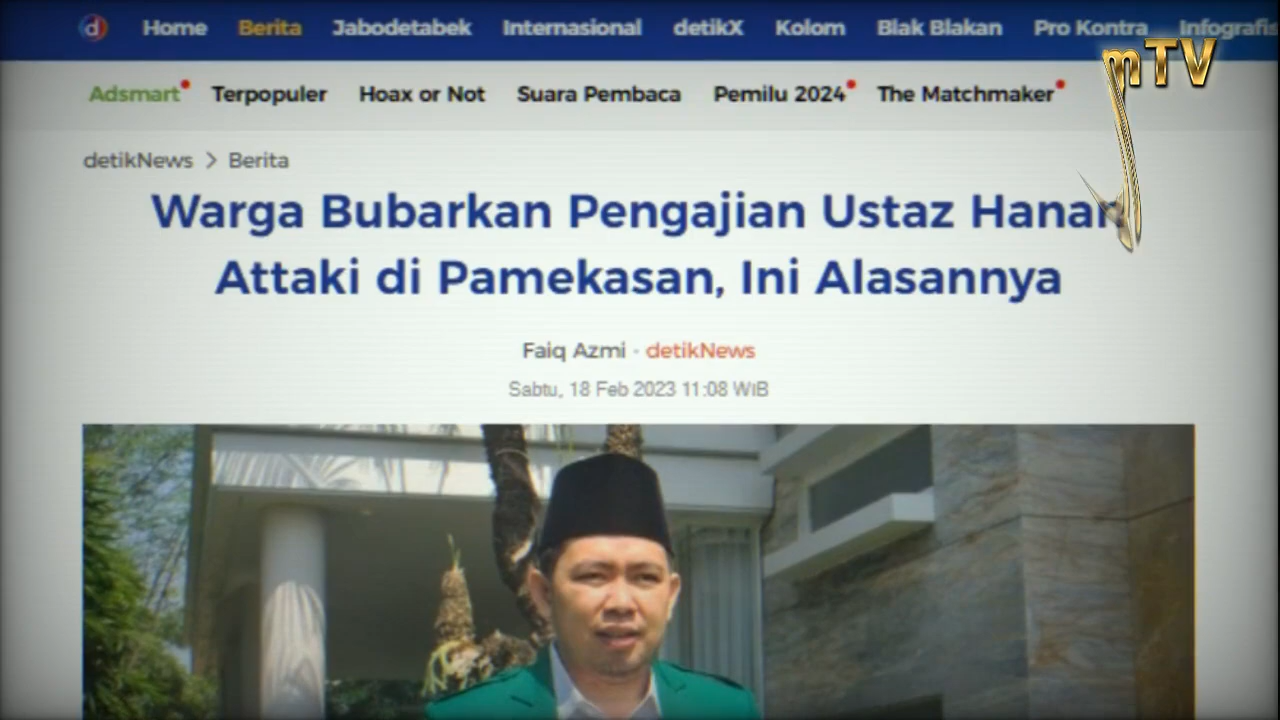 d Home Berita Jabodetabek Internasional detikX Kolom Blak Blakan Pro Kontra Infografis
mTV
Adsmart Terpopuler Hoax or Not Suara Pembaca Pemilu 2024 The Matchmaker
detikNews > Berita
Warga Bubarkan Pengajian Ustaz Hanan
Attaki di Pamekasan, Ini Alasannya
Faiq Azmi - detikNews
Sabtu, 18 Feb 2023 11:08 WIB